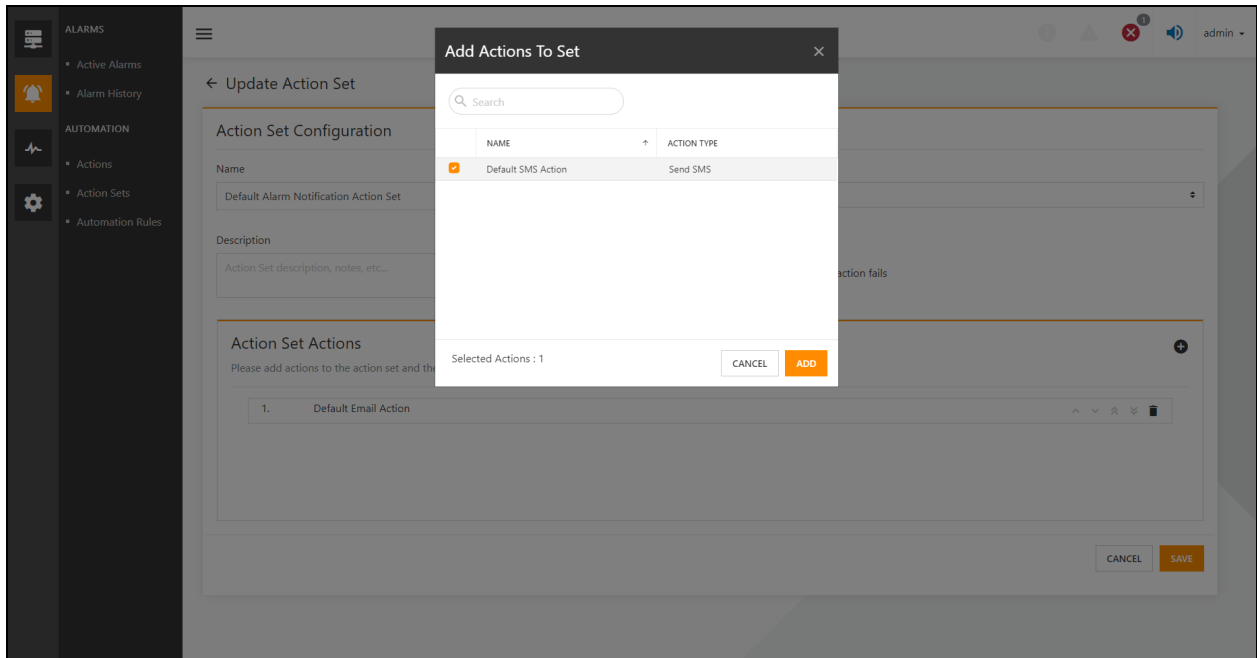 ALARMS
Active Alarms
Alarm History
AUTOMATION
Actions
Action Sets
Automation Rules
1
admin
Update Action Set
Action Set Configuration
Name
Default Alarm Notification Action Set
Description
Action Set description, notes, etc...
action fails
Action Set Actions
Please add actions to the action set and the
1. Default Email Action
CANCEL SAVE
Add Actions To Set
Search
NAME ACTION TYPE
Default SMS Action Send SMS
Selected Actions : 1
CANCEL ADD